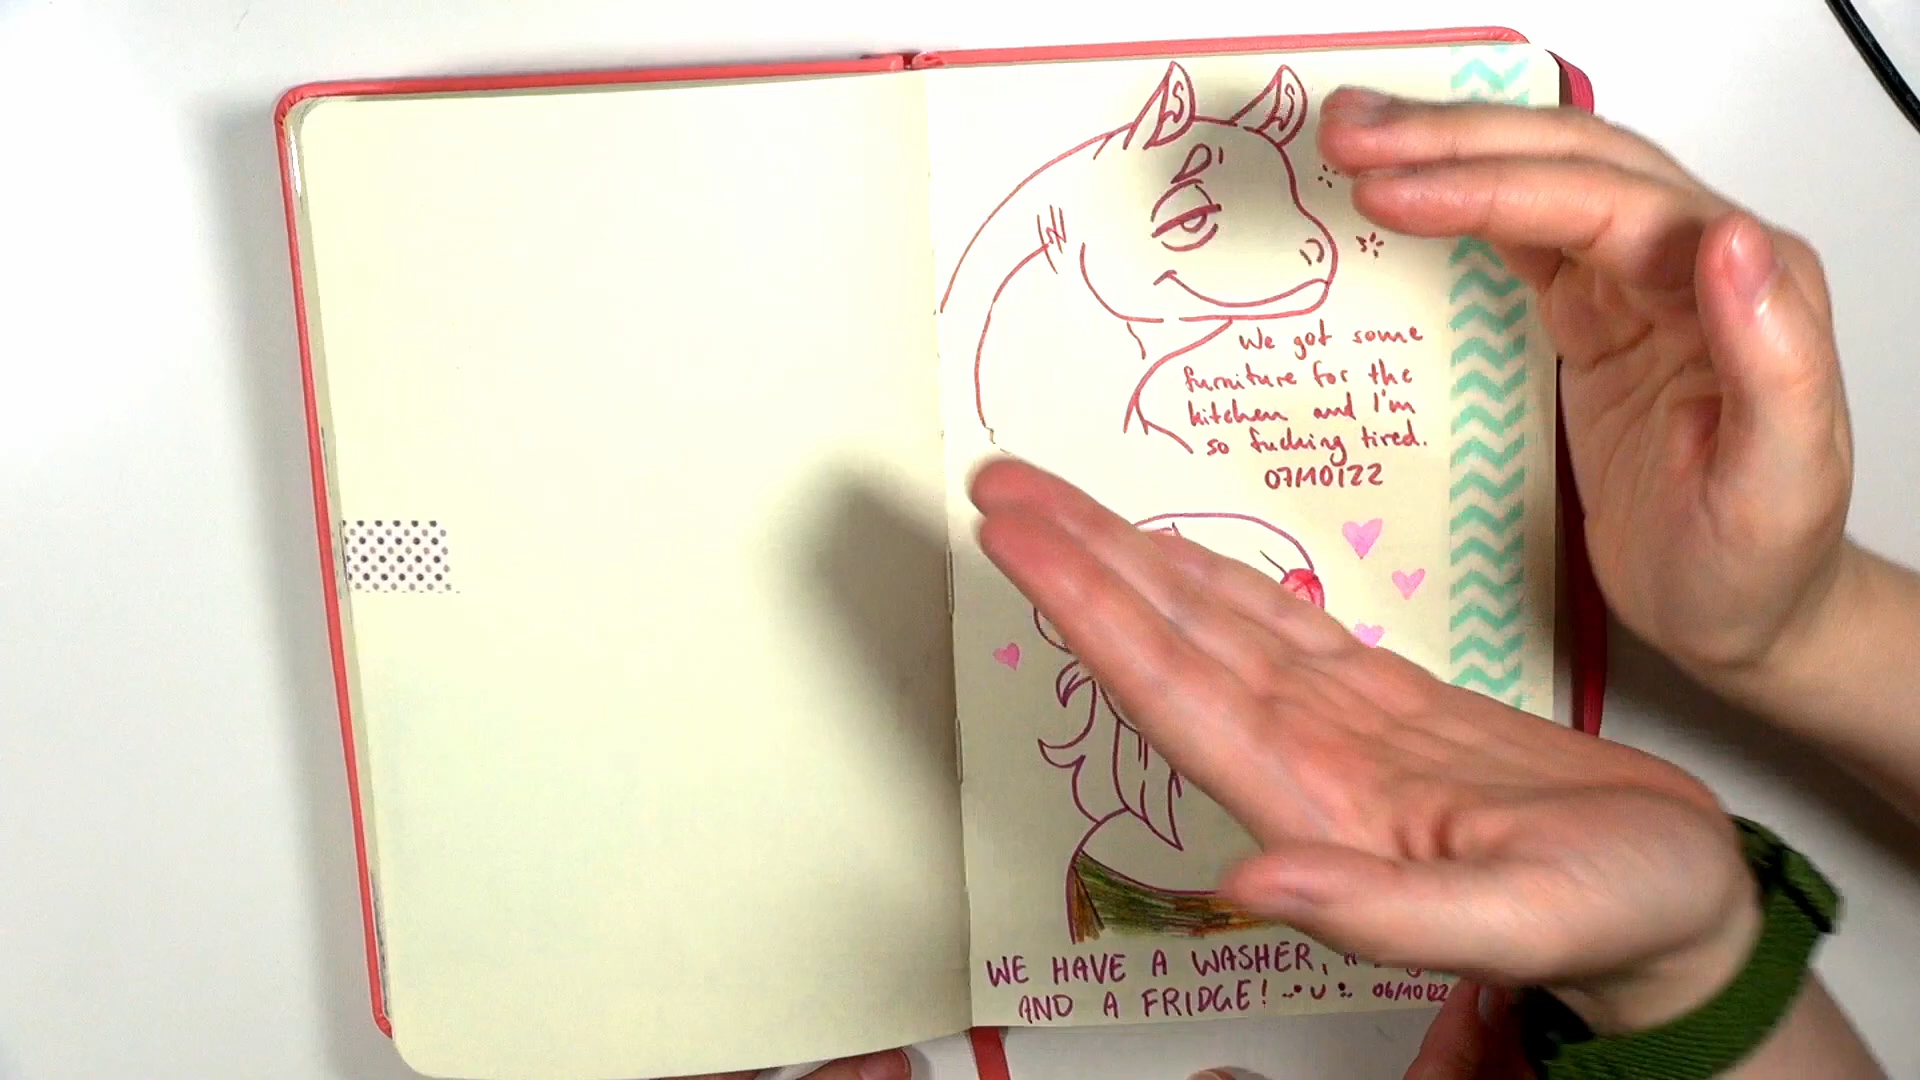 We got some
furniture for the
kitchen and I'm
so fucking tired.
07/10/22
WE HAVE A WASHER,
AND A FRIDGE! 06/10/22